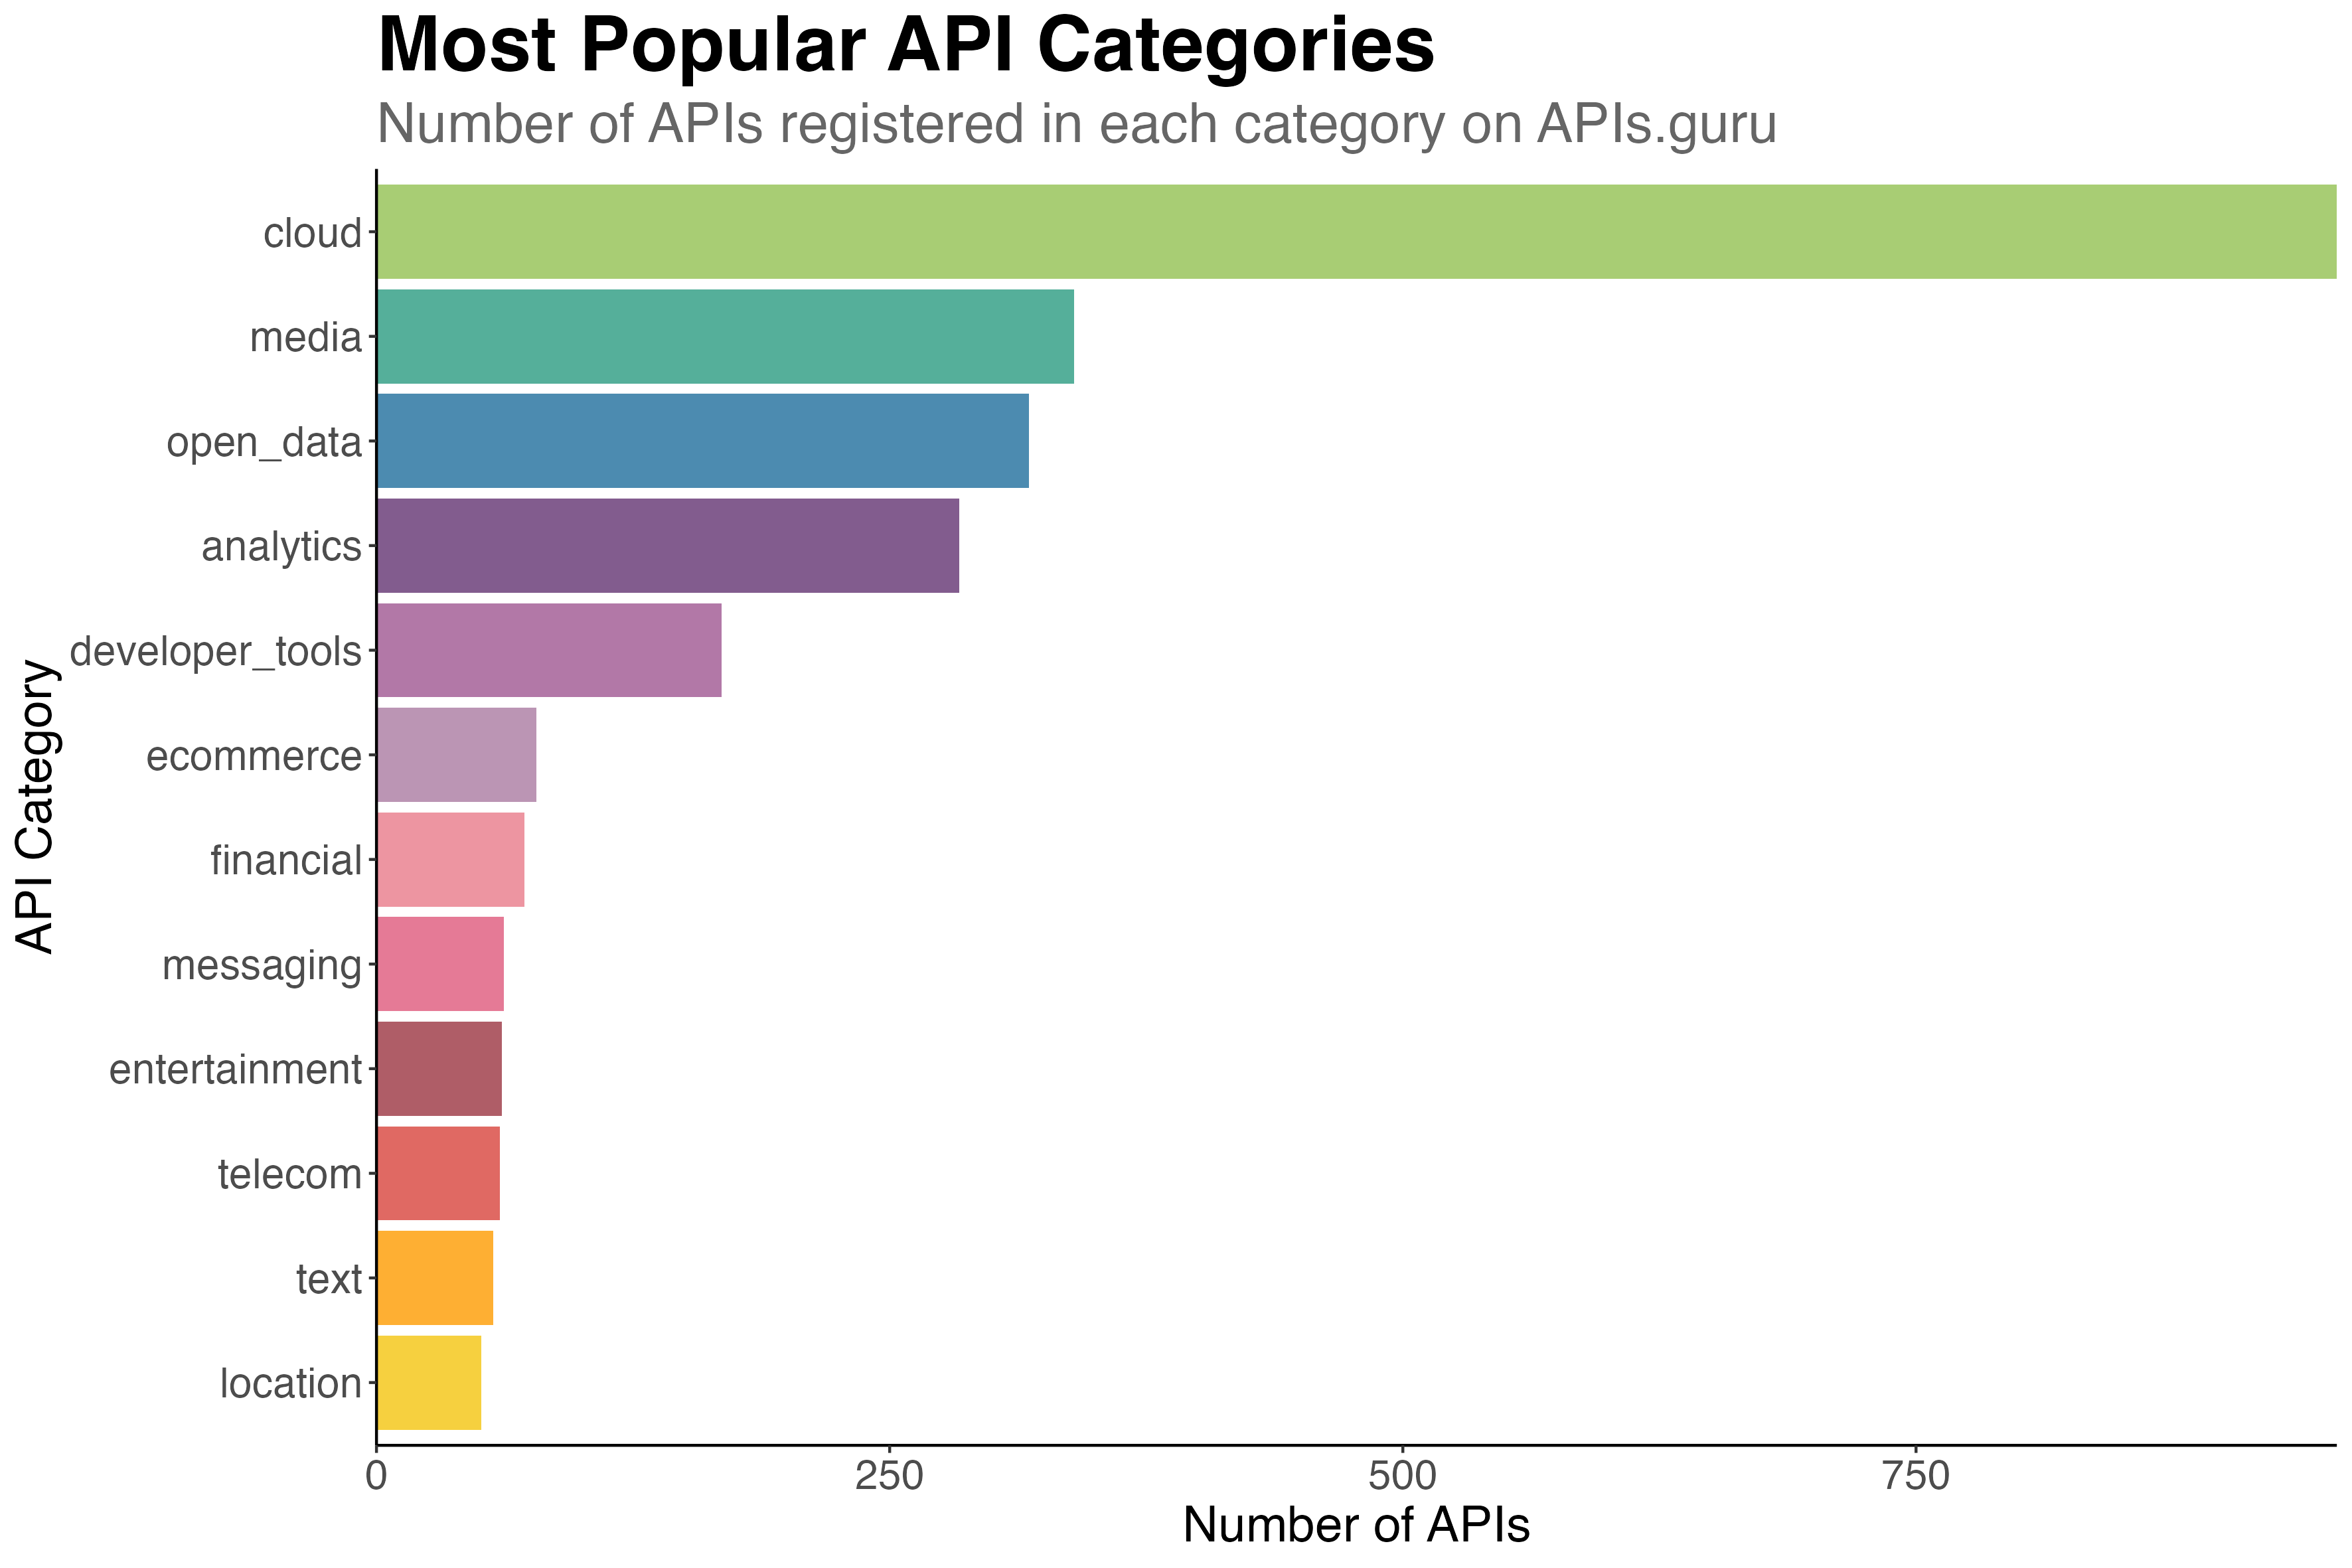 Most Popular API Categories
Number of APIs registered in each category on APIs.guru
cloud
media
open_data
analytics
developer_tools
ecommerce
financial
messaging
entertainment
telecom
text
location
API Category
0 250 500 750
Number of APIs